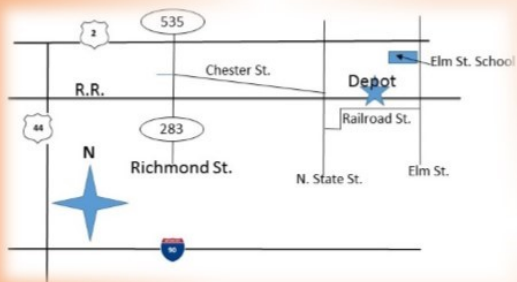 535
2
Elm St. School
Chester St.
Depot
R.R.
Railroad St.
44
283
N
Richmond St.
N. State St.
Elm St.
90